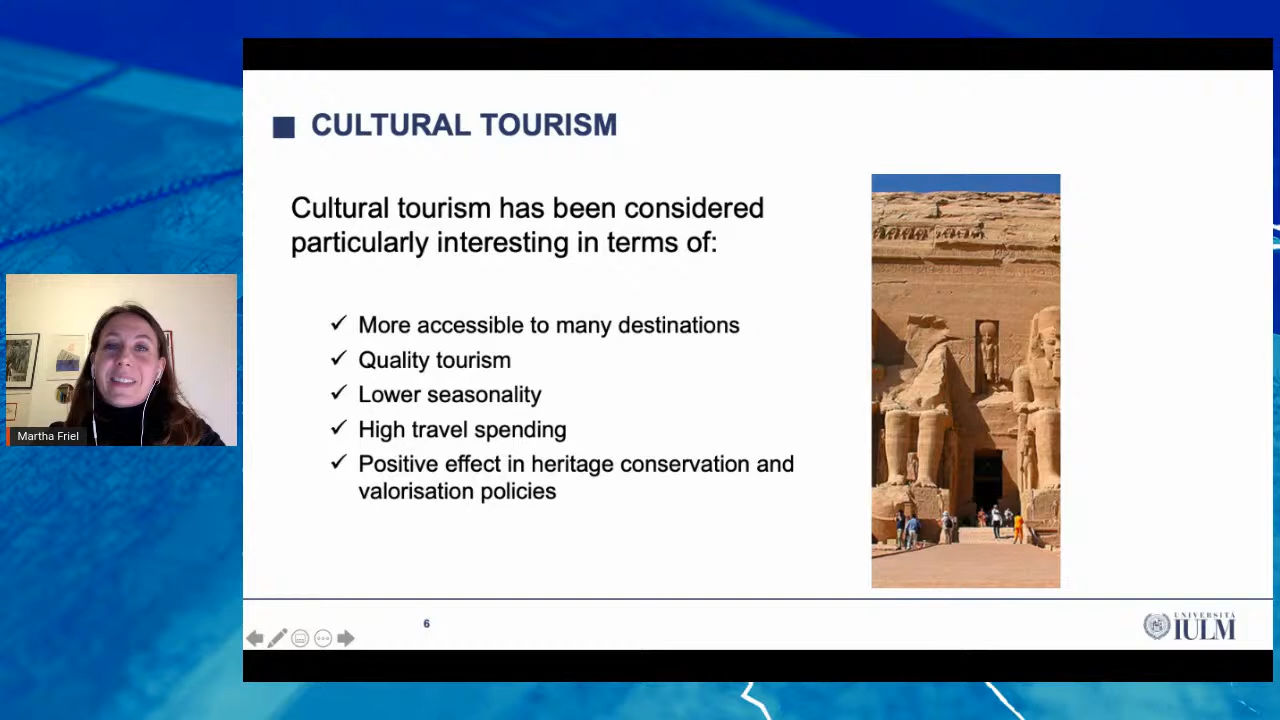 CULTURAL TOURISM
Cultural tourism has been considered
particularly interesting in terms of:
✓ More accessible to many destinations
✓ Quality tourism
✓ Lower seasonality
✓ High travel spending
✓ Positive effect in heritage conservation and
valorisation policies
Martha Friel
6
UNIVERSITÀ
IULM